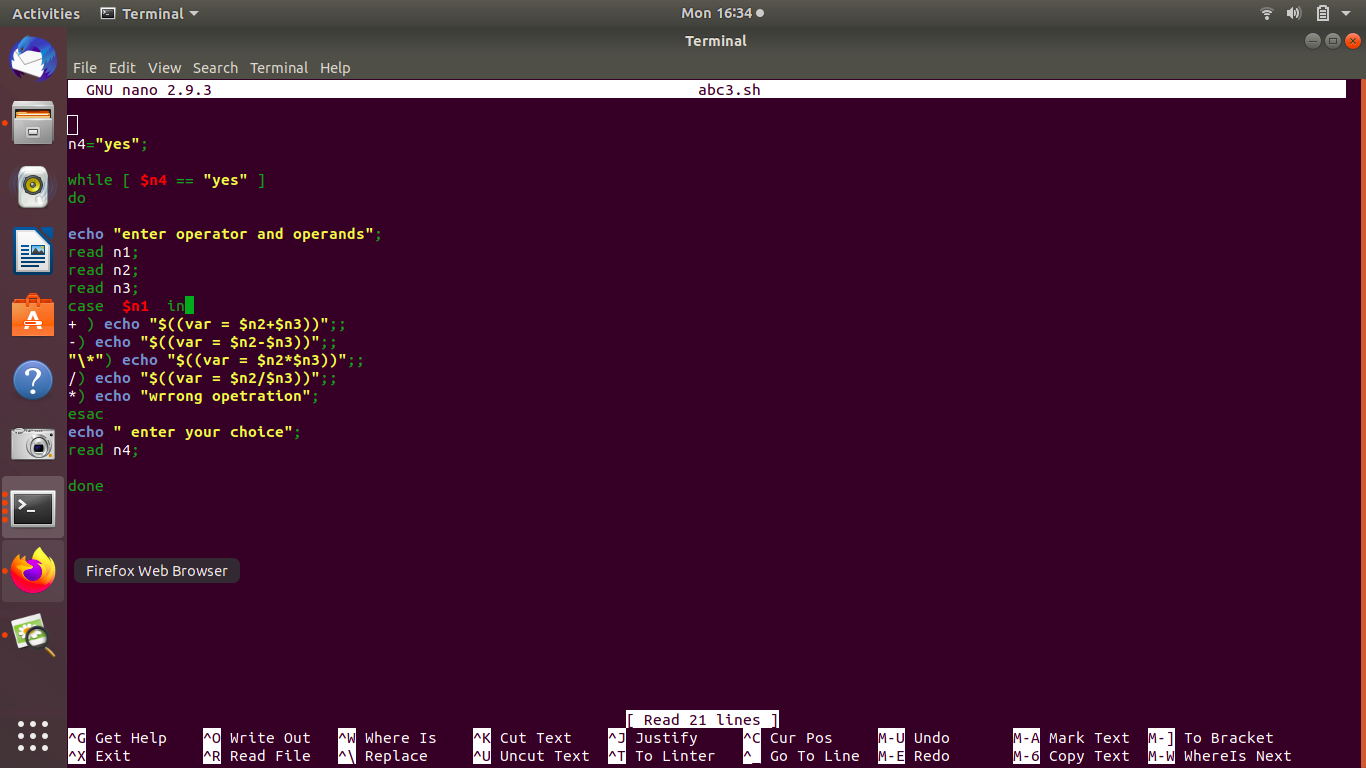 Activities Terminal Mon 16:34
Terminal
File Edit View Search Terminal Help
GNU nano 2.9.3 abc3.sh
n4="yes";
while [ $n4 == "yes" ]
do
echo "enter operator and operands";
read n1;
read n2;
read n3;
case  $n1  in
+ ) echo "$((var = $n2+$n3))";;
-) echo "$((var = $n2-$n3))";;
"\*") echo "$((var = $n2*$n3))";;
/) echo "$((var = $n2/$n3))";;
*) echo "wrrong opetration";
esac
echo " enter your choice";
read n4;
done
Firefox Web Browser
[ Read 21 lines ]
^G Get Help ^O Write Out ^W Where Is ^K Cut Text ^J Justify ^C Cur Pos M-U Undo M-A Mark Text M-] To Bracket
^X Exit ^R Read File ^\ Replace ^U Uncut Text ^T To Linter ^_ Go To Line M-E Redo M-6 Copy Text M-W WhereIs Next